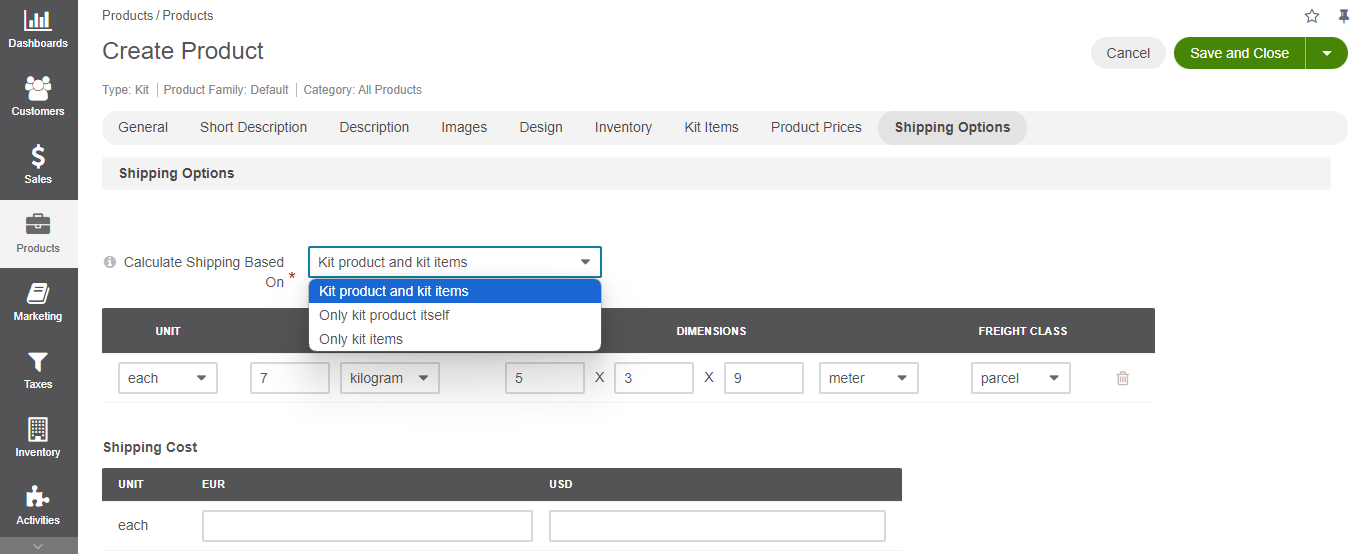 Dashboards
Customers
$
Sales
Products
Marketing
Taxes
Inventory
Activities
Products / Products
Create Product
Cancel
Save and Close
Type: Kit | Product Family: Default | Category: All Products
General Short Description Description Images Design Inventory Kit Items Product Prices Shipping Options
Shipping Options
i Calculate Shipping Based
On *
Kit product and kit items
Kit product and kit items
Only kit product itself
Only kit items
UNIT DIMENSIONS FREIGHT CLASS
each 7 kilogram 5 X 3 X 9 meter parcel
Shipping Cost
UNIT EUR USD
each